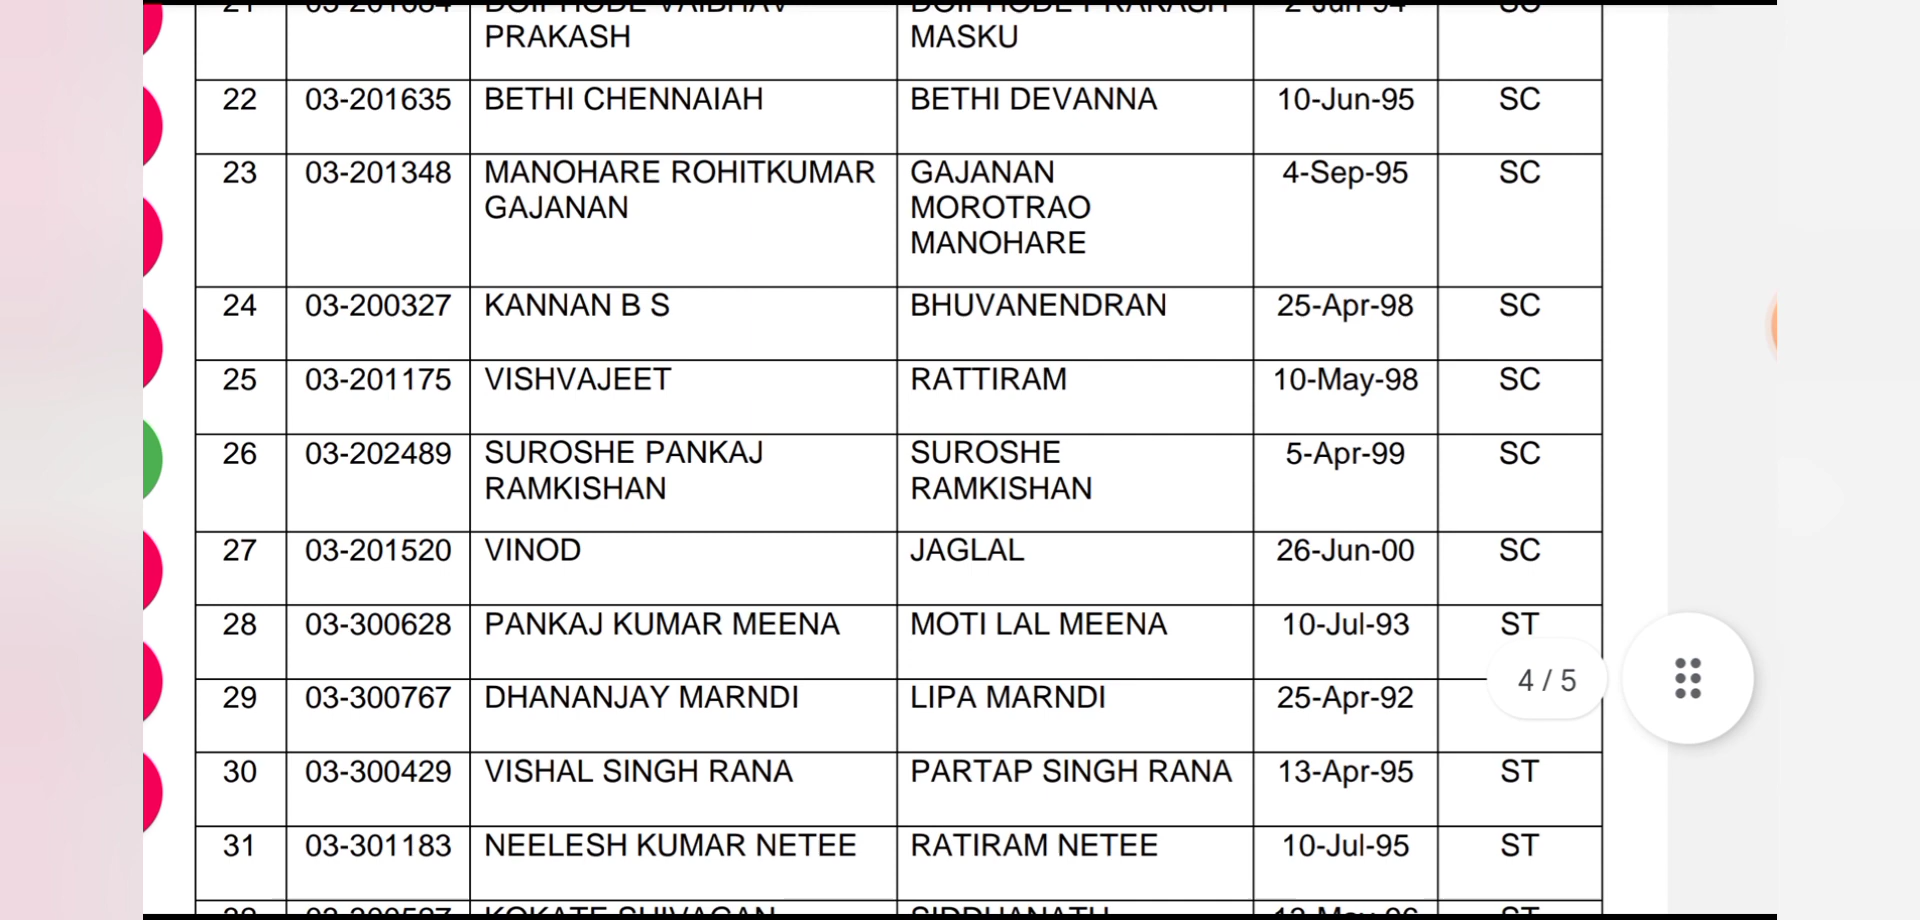 PRAKASH MASKU
22 03-201635 BETHI CHENNAIAH BETHI DEVANNA 10-Jun-95 SC
23 03-201348 MANOHARE ROHITKUMAR GAJANAN 4-Sep-95 SC
GAJANAN MOROTRAO
MANOHARE
24 03-200327 KANNAN B S BHUVANENDRAN 25-Apr-98 SC
25 03-201175 VISHVAJEET RATTIRAM 10-May-98 SC
26 03-202489 SUROSHE PANKAJ SUROSHE 5-Apr-99 SC
RAMKISHAN RAMKISHAN
27 03-201520 VINOD JAGLAL 26-Jun-00 SC
28 03-300628 PANKAJ KUMAR MEENA MOTI LAL MEENA 10-Jul-93 ST
4 / 5
29 03-300767 DHANANJAY MARNDI LIPA MARNDI 25-Apr-92
30 03-300429 VISHAL SINGH RANA PARTAP SINGH RANA 13-Apr-95 ST
31 03-301183 NEELESH KUMAR NETEE RATIRAM NETEE 10-Jul-95 ST